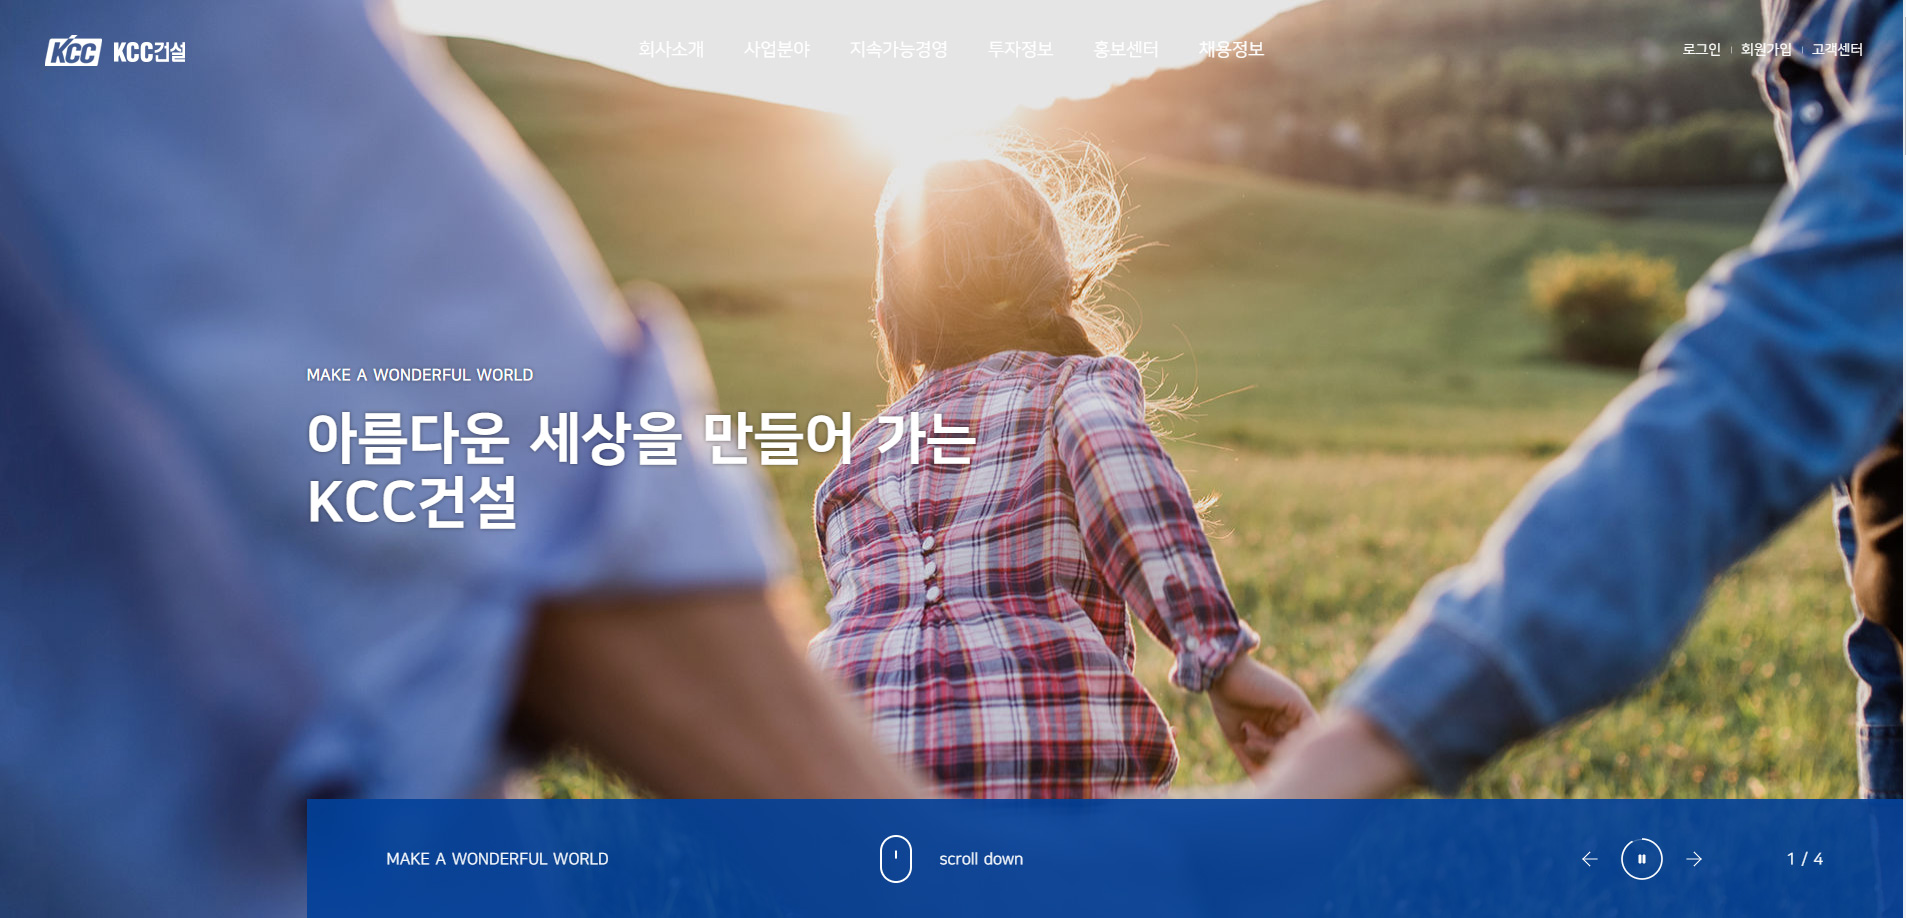 KCC KCC건설
회사소개 사업분야 지속가능경영 투자정보 홍보센터 채용정보
로그인 회원가입 고객센터
MAKE A WONDERFUL WORLD
아름다운 세상을 만들어 가는
KCC건설
MAKE A WONDERFUL WORLD
scroll down
1 / 4